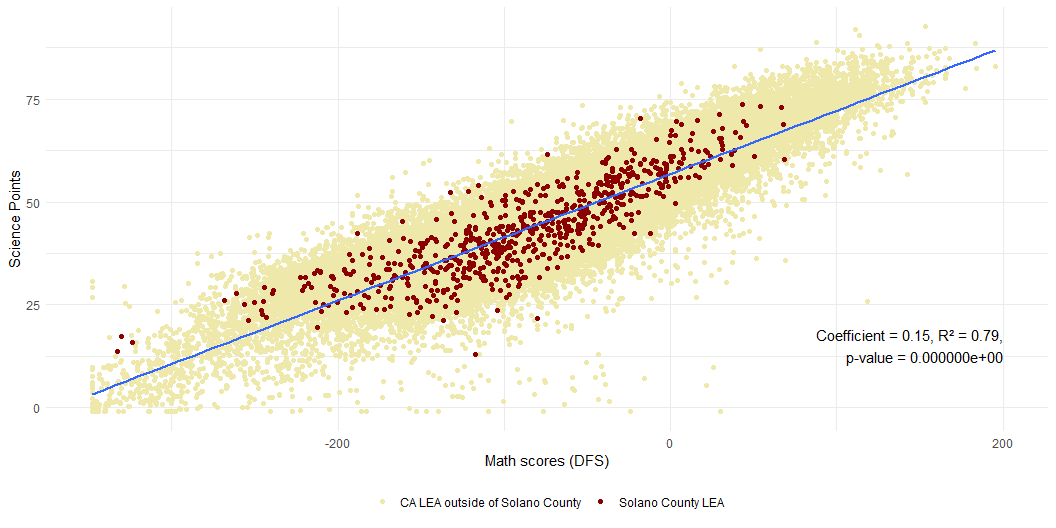 Science Points
75
50
25
0
Coefficient = 0.15, R² = 0.79,
p-value = 0.000000e+00
-200
0
200
Math scores (DFS)
CA LEA outside of Solano County
Solano County LEA